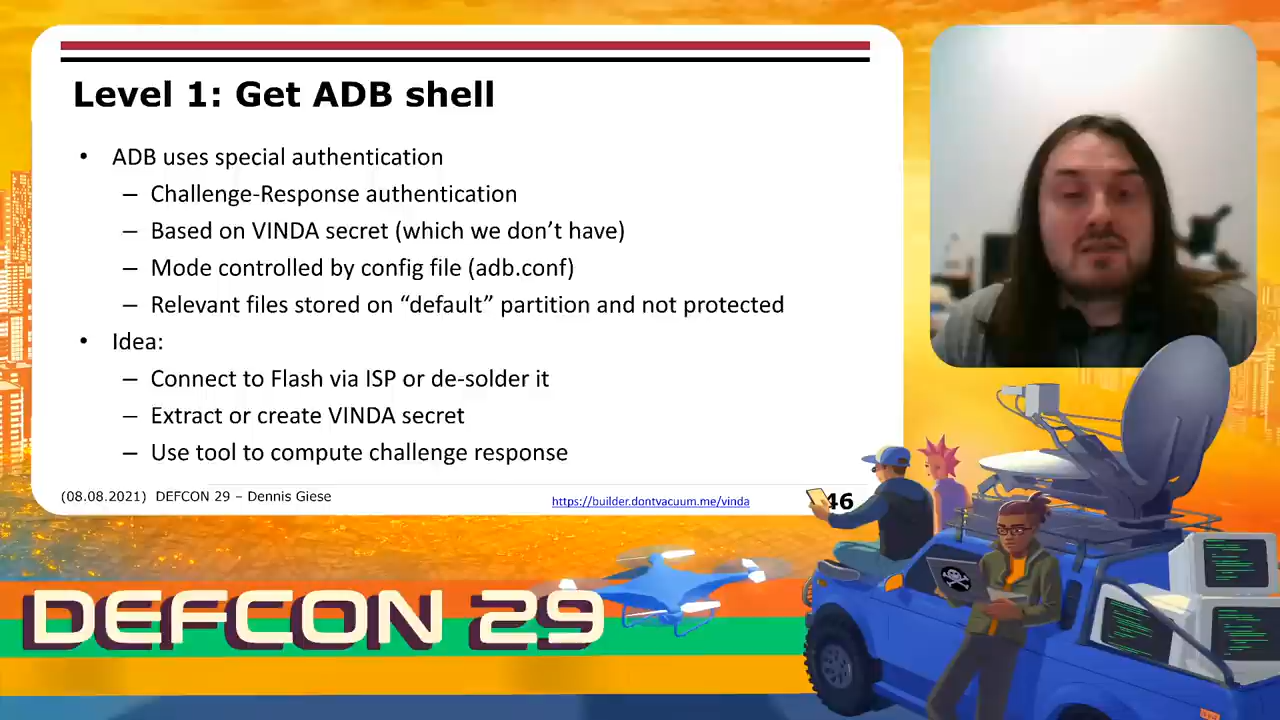 Level 1: Get ADB shell
• ADB uses special authentication
– Challenge-Response authentication
– Based on VINDA secret (which we don’t have)
– Mode controlled by config file (adb.conf)
– Relevant files stored on “default” partition and not protected
• Idea:
– Connect to Flash via ISP or de-solder it
– Extract or create VINDA secret
– Use tool to compute challenge response
(08.08.2021) DEFCON 29 – Dennis Giese
https://builder.dontvacuum.me/vinda
46
DEFCON 29